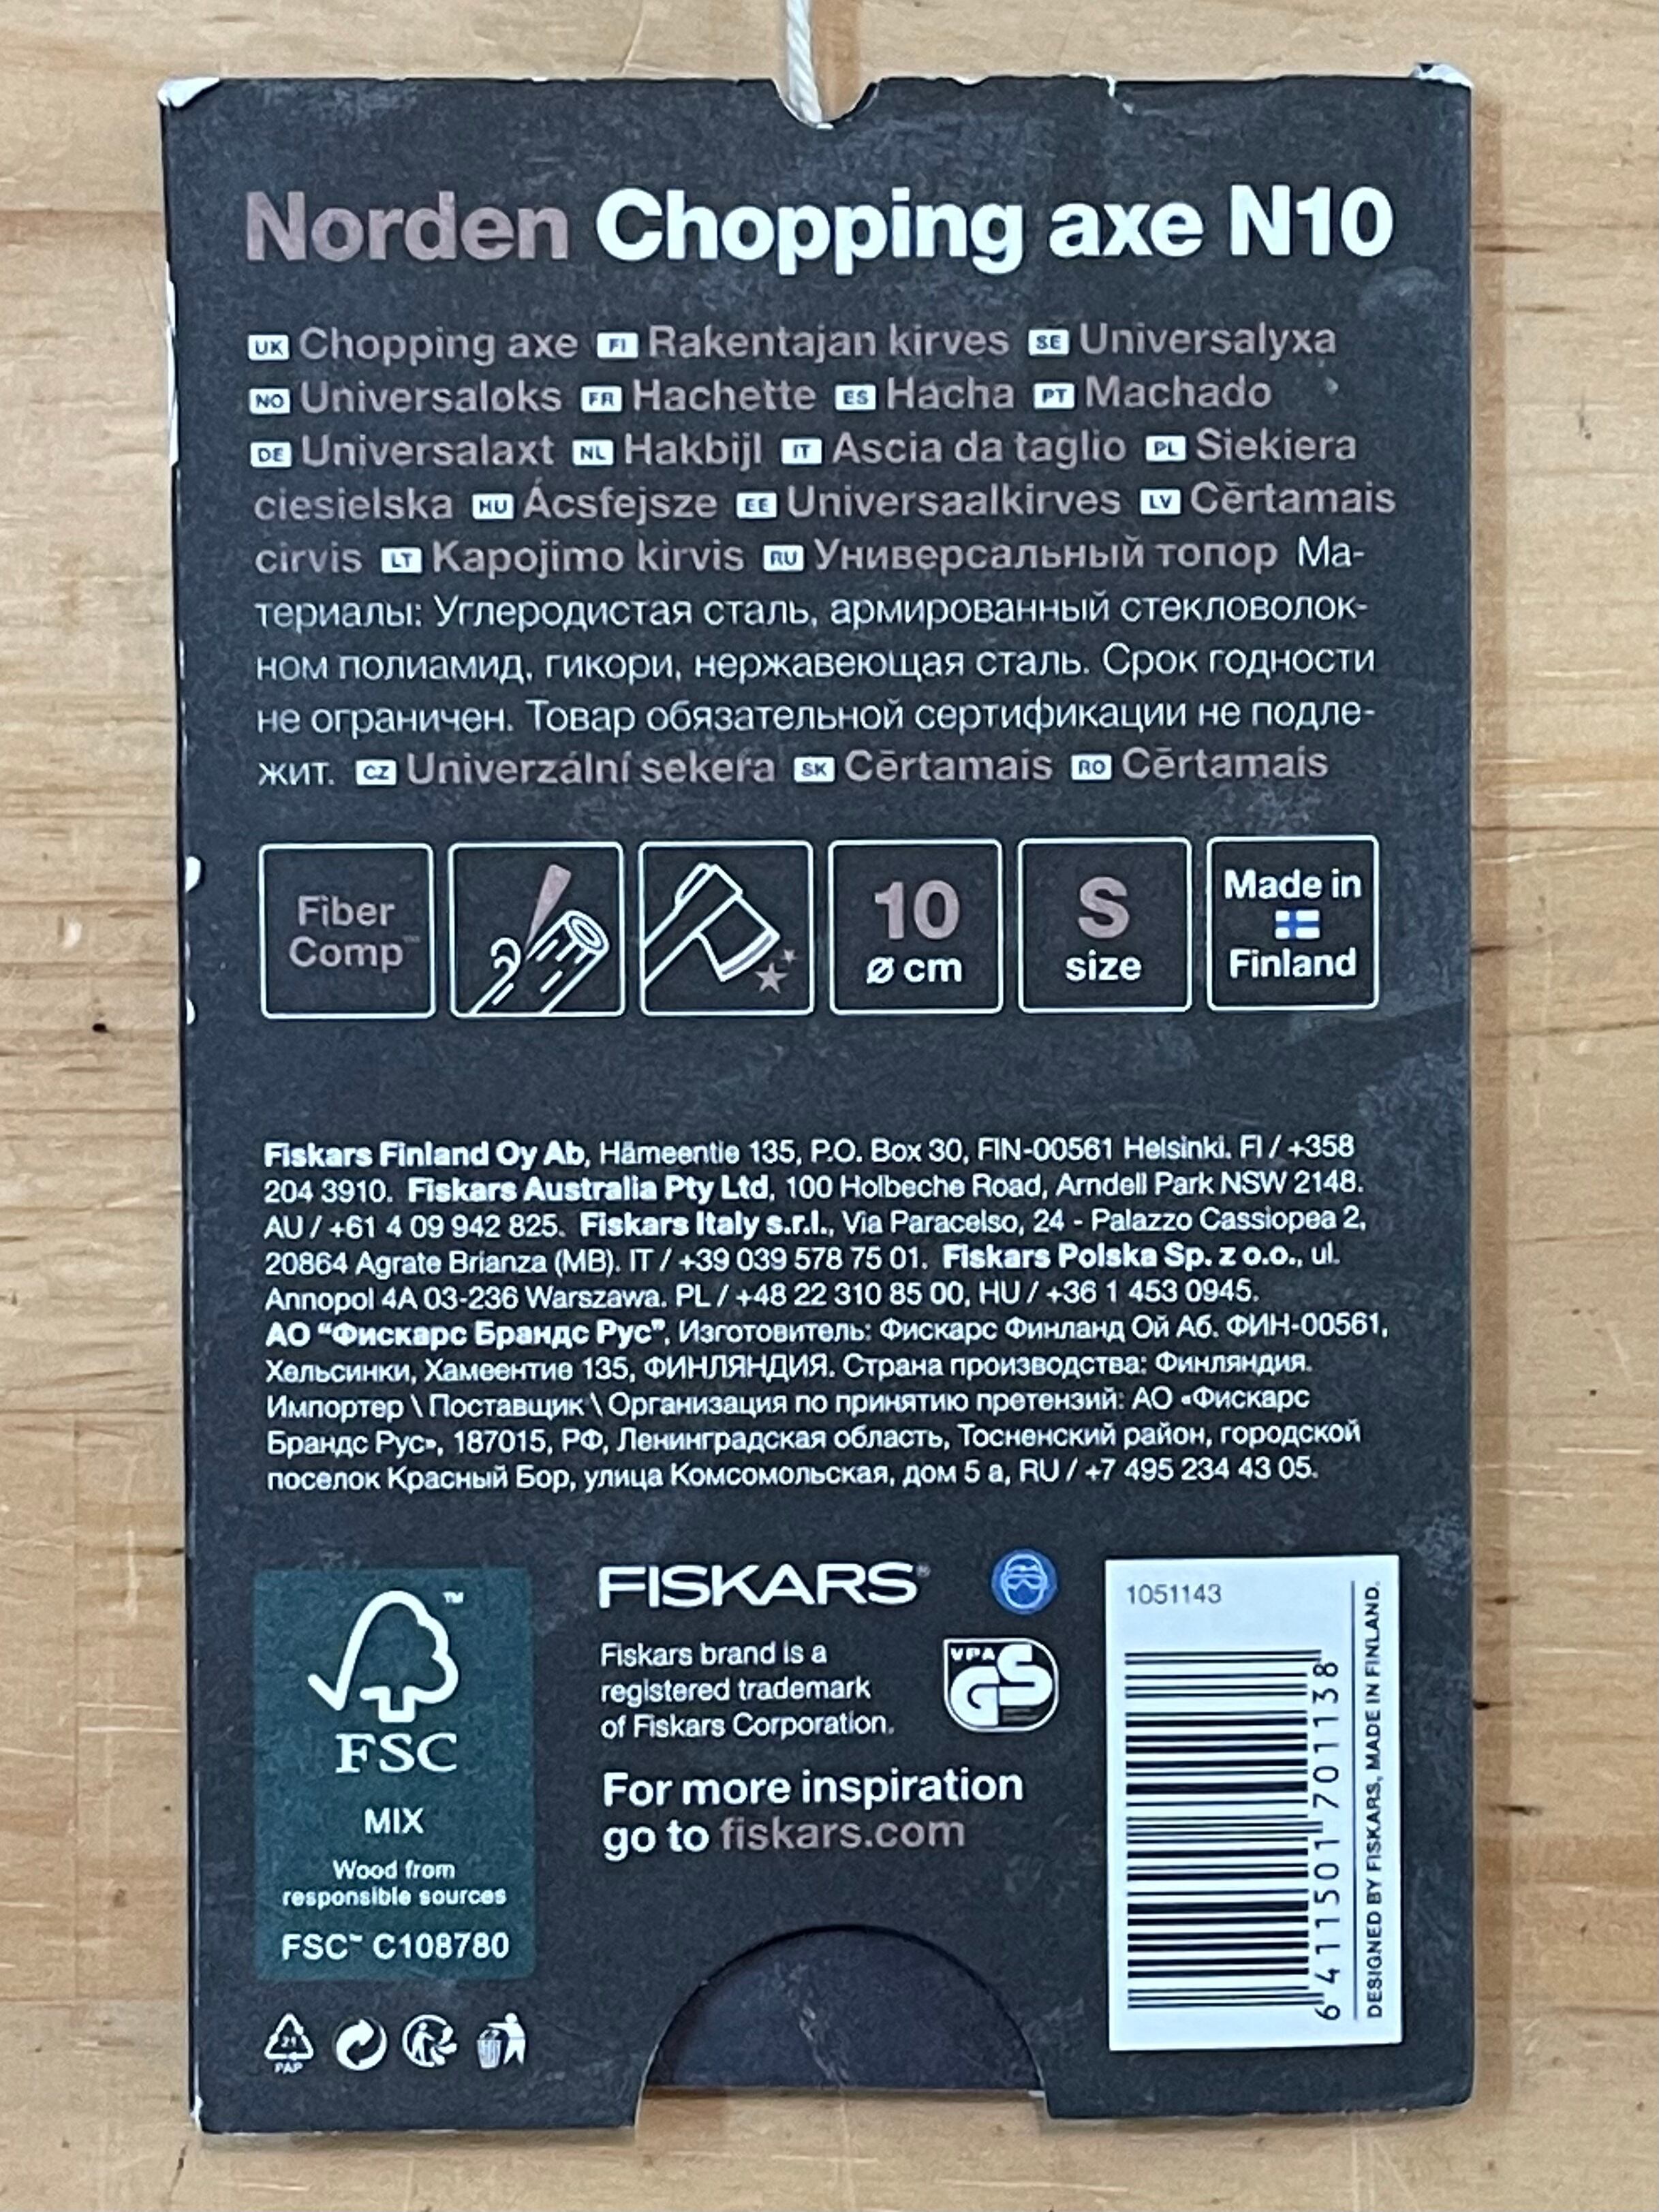 Norden Chopping axe N10
UK Chopping axe FI Rakentajan kirves SE Universalyxa
NO Universaløks FR Hachette ES Hacha PT Machado
DE Universalaxt NL Hakbijl IT Ascia da taglio PL Siekiera
ciesielska HU Ácsfejsze EE Universaalkirves LV Cērtamais
cirvis LT Kapojimo kirvis RU Универсальный топор Ма-
териалы: Углеродистая сталь, армированный стекловолок-
ном полиамид, гикори, нержавеющая сталь. Срок годности
не ограничен. Товар обязательной сертификации не подле-
жит. CZ Univerzální sekera SK Cērtamais RO Cērtamais
Fiber
Comp™
10
ø cm
S
size
Made in
Finland
Fiskars Finland Oy Ab, Hämeentie 135, P.O. Box 30, FIN-00561 Helsinki. FI / +358
204 3910. Fiskars Australia Pty Ltd, 100 Holbeche Road, Arndell Park NSW 2148.
AU / +61 4 09 942 825. Fiskars Italy s.r.l., Via Paracelso, 24 - Palazzo Cassiopea 2,
20864 Agrate Brianza (MB). IT / +39 039 578 75 01. Fiskars Polska Sp. z o.o., ul.
Annopol 4A 03-236 Warszawa. PL / +48 22 310 85 00, HU / +36 1 453 0945.
АО “Фискарс Брандс Рус”, Изготовитель: Фискарс Финланд Ой Аб. ФИН-00561,
Хельсинки, Хамеентие 135, ФИНЛЯНДИЯ. Страна производства: Финляндия.
Импортер \ Поставщик \ Организация по принятию претензий: АО «Фискарс
Брандс Рус», 187015, РФ, Ленинградская область, Тосненский район, городской
поселок Красный Бор, улица Комсомольская, дом 5 а, RU / +7 495 234 43 05.
™
FSC
MIX
Wood from
responsible sources
FSC™ C108780
21
PAP
FISKARS®
Fiskars brand is a
registered trademark
of Fiskars Corporation.
VPA
GS
For more inspiration
go to fiskars.com
1051143
6 411501 701138
DESIGNED BY FISKARS, MADE IN FINLAND.